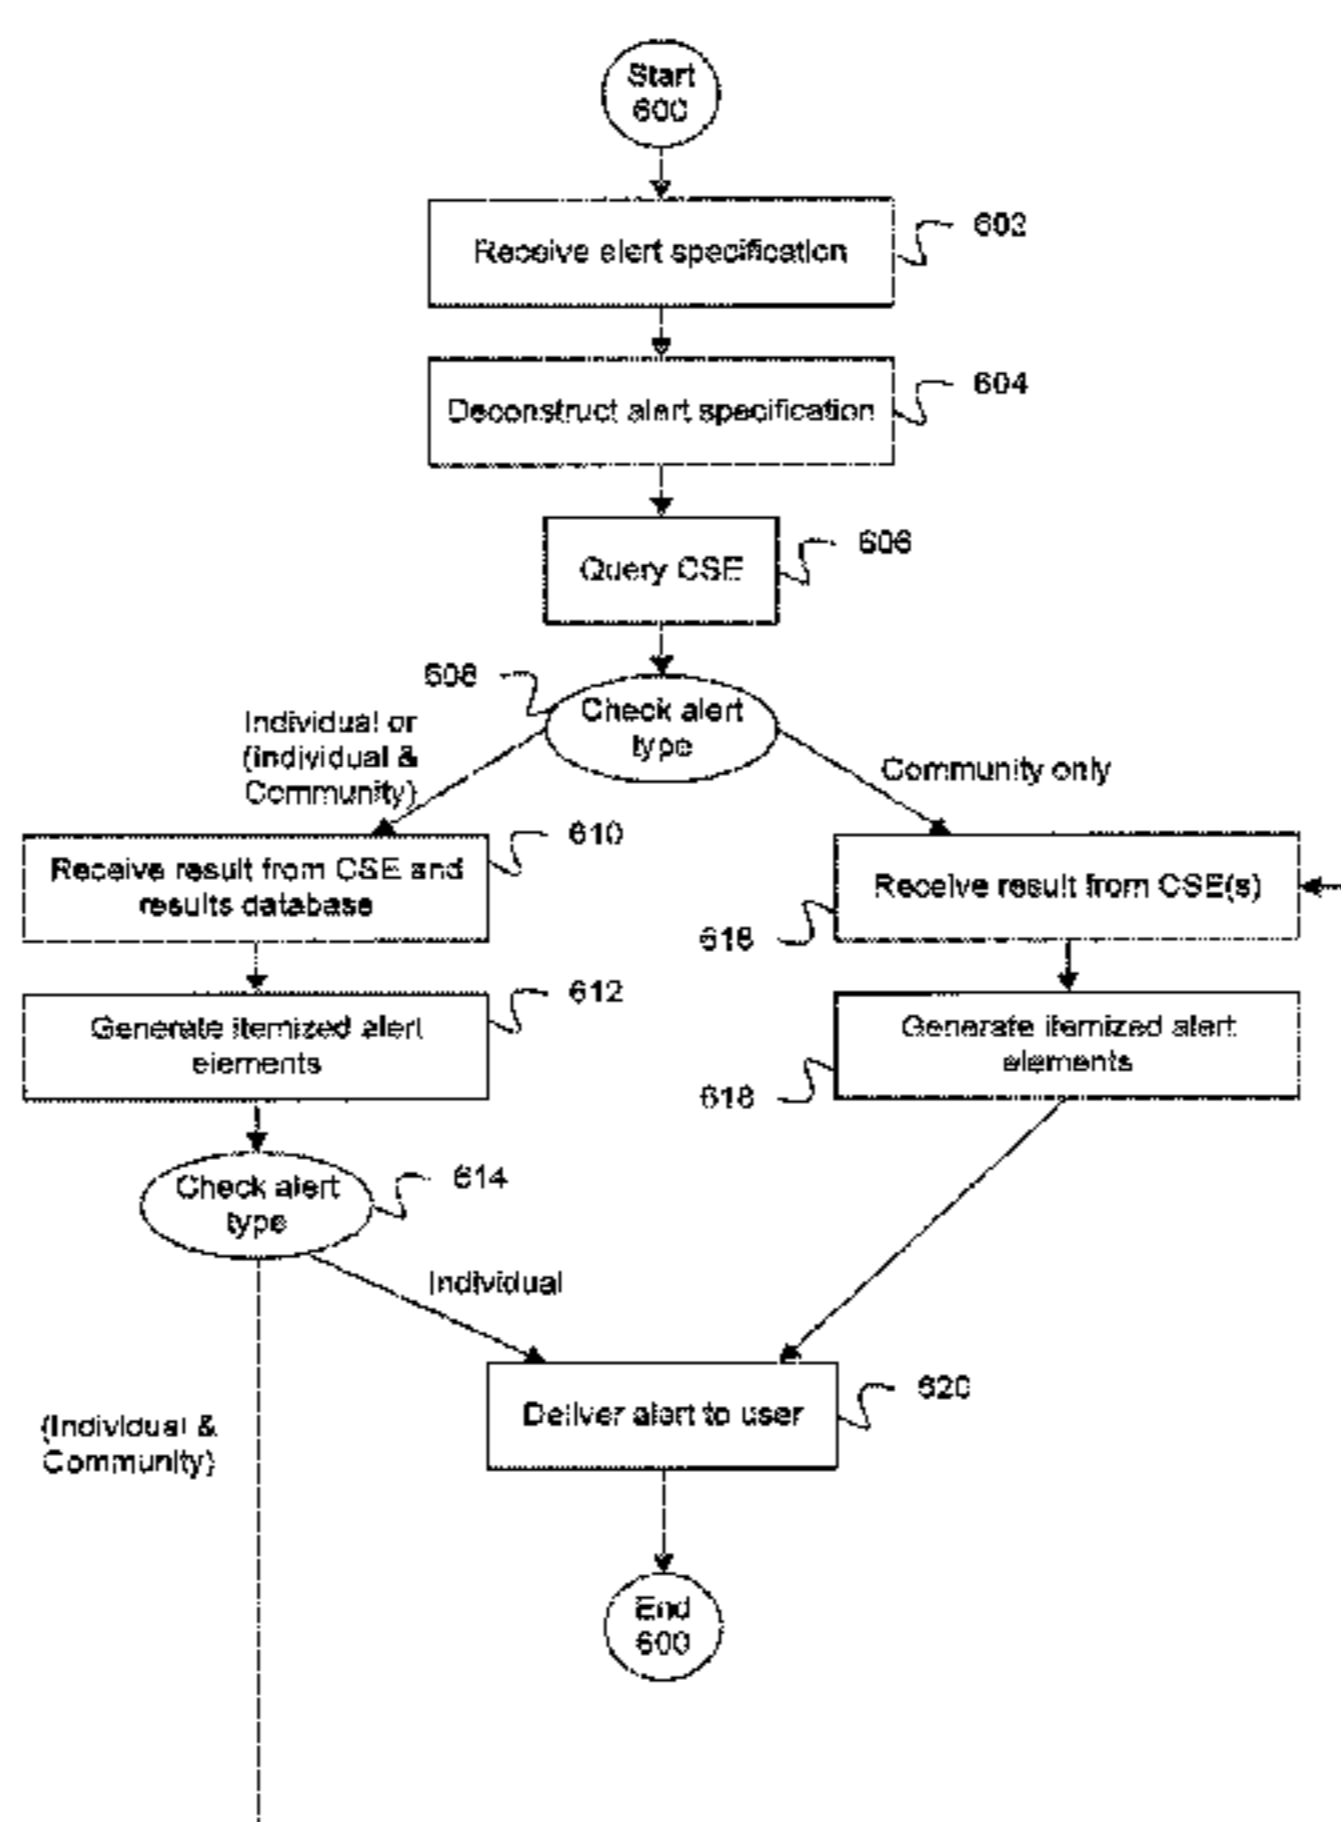 Start
600
Receive alert specification
602
Deconstruct alert specification
604
Query CSE
606
608
Check alert
type
Individual or
(Individual &
Community)
Community only
Receive result from CSE and
results database
610
Receive result from CSE(s)
616
Generate itemized alert
elements
612
Generate itemized alert
elements
618
Check alert
type
614
Individual
(Individual &
Community)
Deliver alert to user
620
End
600